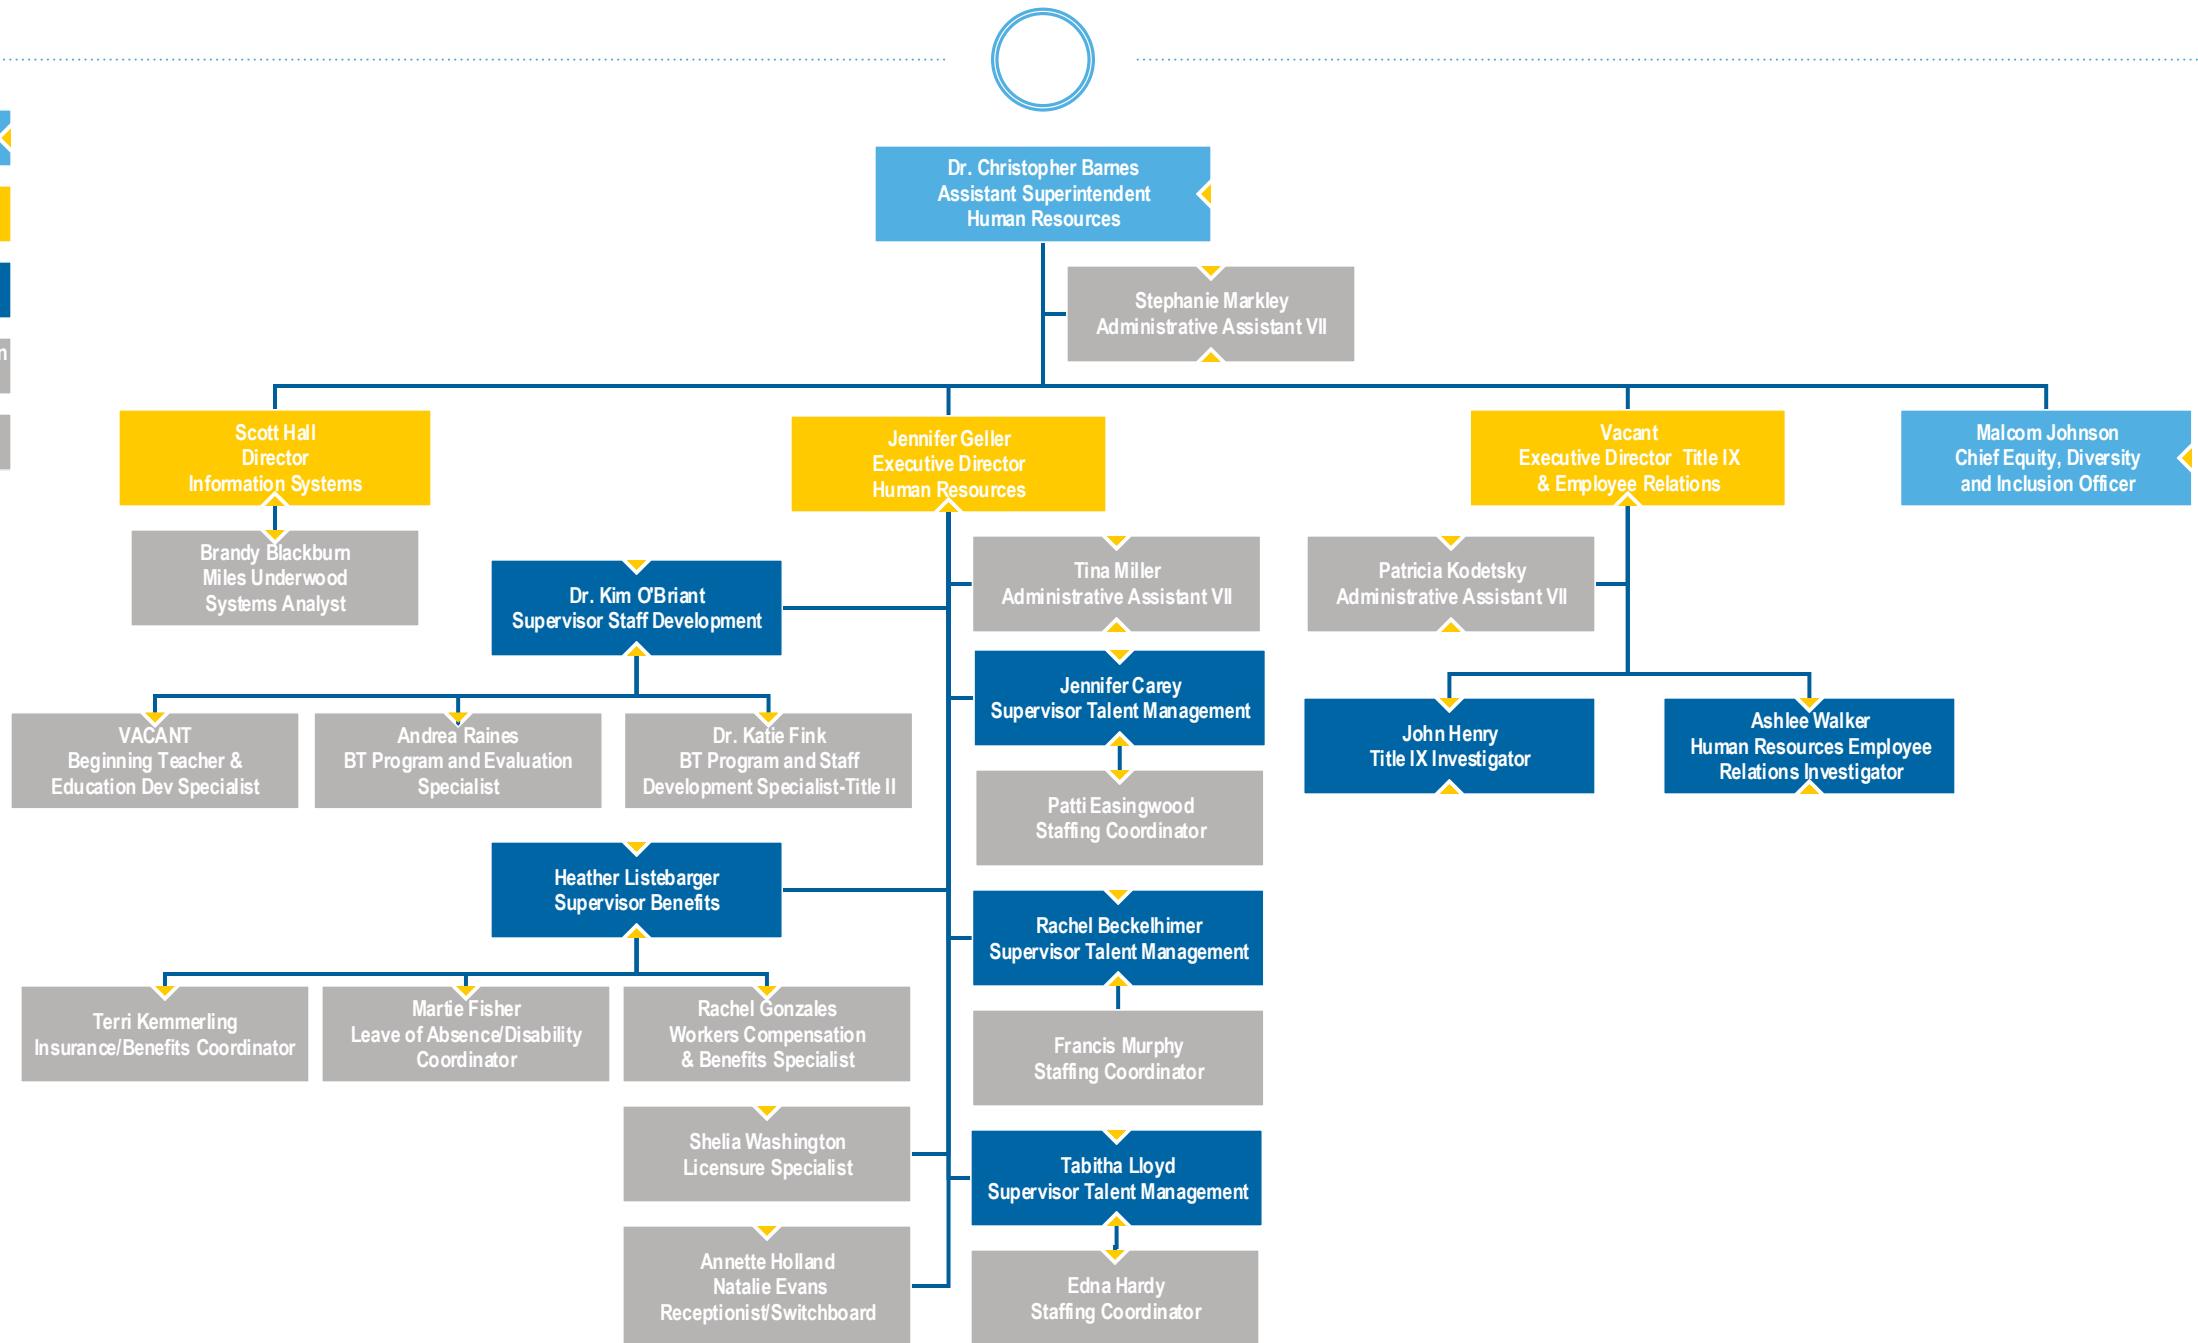 Dr. Christopher Barnes
Assistant Superintendent
Human Resources
Stephanie Markley
Administrative Assistant VII
Scott Hall
Director
Information Systems
Jennifer Geller
Executive Director
Human Resources
Vacant
Executive Director Title IX
& Employee Relations
Malcom Johnson
Chief Equity, Diversity
and Inclusion Officer
Brandy Blackburn
Miles Underwood
Systems Analyst
Dr. Kim O'Briant
Supervisor Staff Development
Tina Miller
Administrative Assistant VII
Patricia Kodetsky
Administrative Assistant VII
Jennifer Carey
Supervisor Talent Management
VACANT
Beginning Teacher &
Education Dev Specialist
Andrea Raines
BT Program and Evaluation
Specialist
Dr. Katie Fink
BT Program and Staff
Development Specialist-Title II
John Henry
Title IX Investigator
Ashlee Walker
Human Resources Employee
Relations Investigator
Patti Easingwood
Staffing Coordinator
Heather Listebarger
Supervisor Benefits
Rachel Beckelhimer
Supervisor Talent Management
Terri Kemmerling
Insurance/Benefits Coordinator
Martie Fisher
Leave of Absence/Disability
Coordinator
Rachel Gonzales
Workers Compensation
& Benefits Specialist
Francis Murphy
Staffing Coordinator
Shelia Washington
Licensure Specialist
Tabitha Lloyd
Supervisor Talent Management
Annette Holland
Natalie Evans
Receptionist/Switchboard
Edna Hardy
Staffing Coordinator